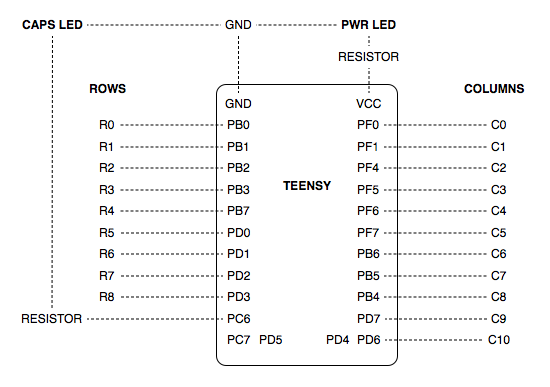 CAPS LED GND PWR LED
RESISTOR
ROWS COLUMNS
GND VCC
R0 PB0 PF0 C0
R1 PB1 PF1 C1
R2 PB2 PF4 C2
TEENSY
R3 PB3 PF5 C3
R4 PB7 PF6 C4
R5 PD0 PF7 C5
R6 PD1 PB6 C6
R7 PD2 PB5 C7
R8 PD3 PB4 C8
RESISTOR PC6 PD7 C9
PC7 PD5 PD4 PD6 C10